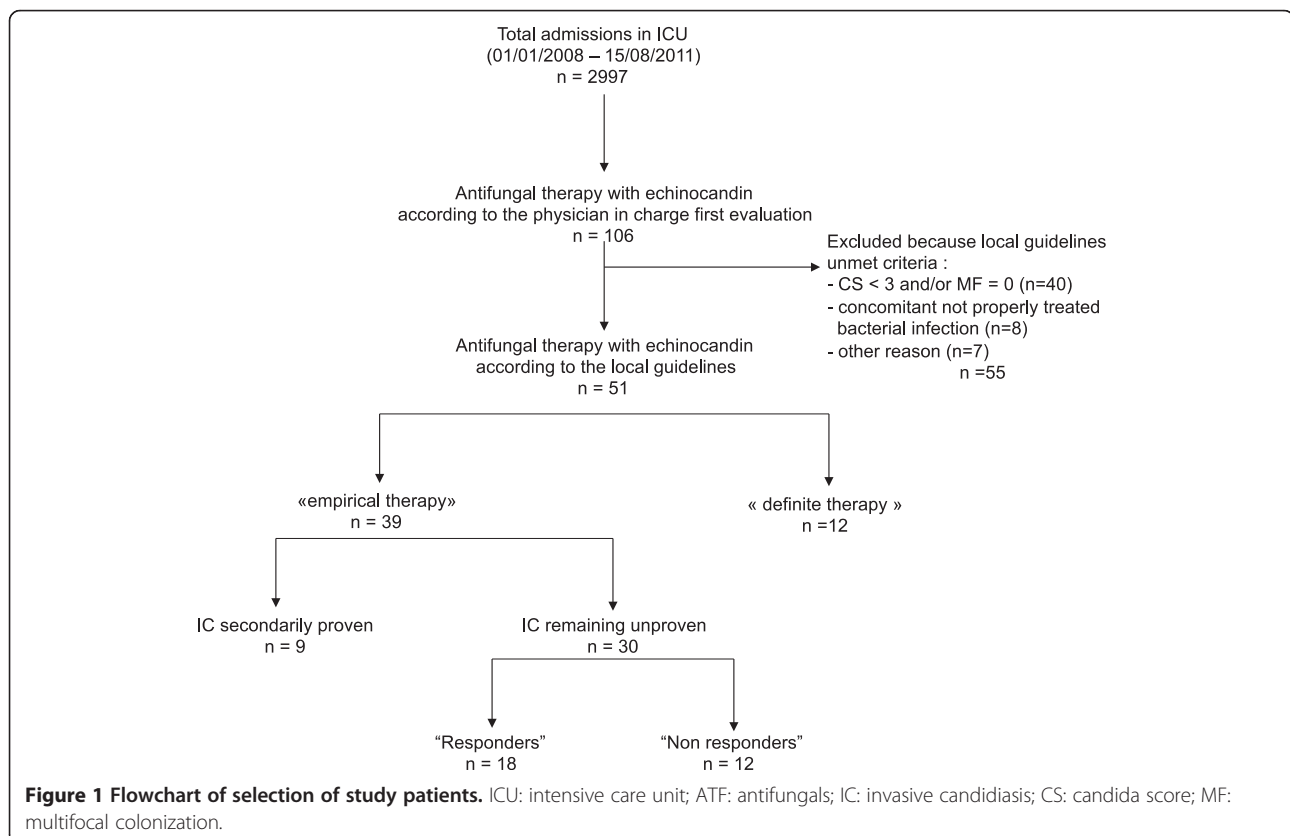 Total admissions in ICU
(01/01/2008 – 15/08/2011)
n = 2997
Antifungal therapy with echinocandin
according to the physician in charge first evaluation
n = 106
Excluded because local guidelines
unmet criteria :
- CS < 3 and/or MF = 0 (n=40)
- concomitant not properly treated
bacterial infection (n=8)
- other reason (n=7)
n =55
Antifungal therapy with echinocandin
according to the local guidelines
n = 51
«empirical therapy»
n = 39
« definite therapy »
n =12
IC secondarily proven
n = 9
IC remaining unproven
n = 30
“Responders”
n = 18
“Non responders”
n = 12
Figure 1 Flowchart of selection of study patients. ICU: intensive care unit; ATF: antifungals; IC: invasive candidiasis; CS: candida score; MF:
multifocal colonization.